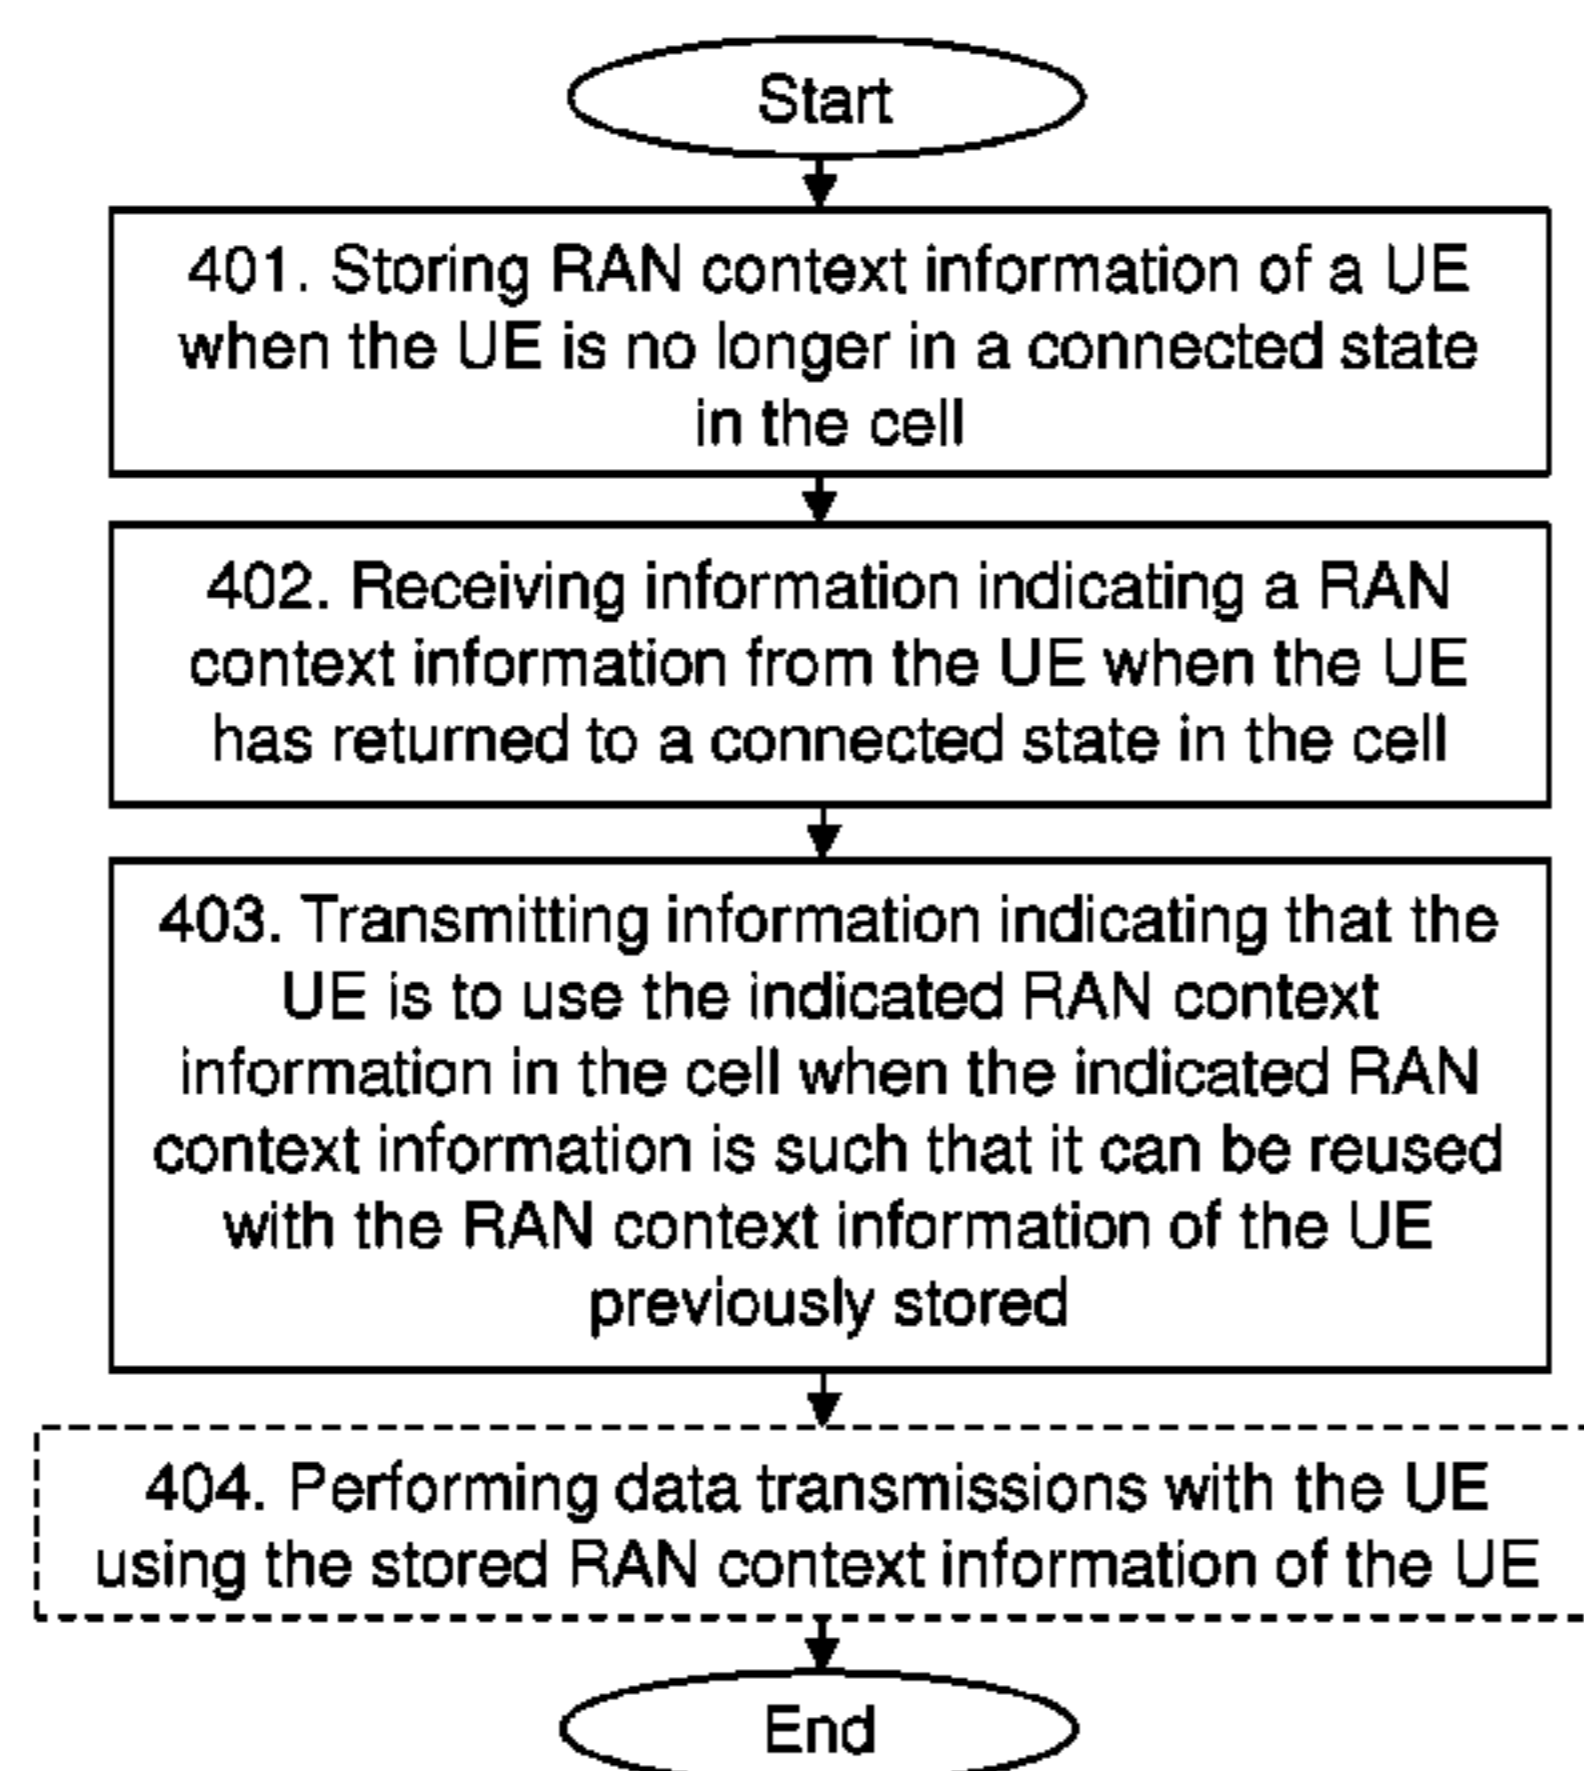 Start
401. Storing RAN context information of a UE
when the UE is no longer in a connected state
in the cell
402. Receiving information indicating a RAN
context information from the UE when the UE
has returned to a connected state in the cell
403. Transmitting information indicating that the
UE is to use the indicated RAN context
information in the cell when the indicated RAN
context information is such that it can be reused
with the RAN context information of the UE
previously stored
404. Performing data transmissions with the UE
using the stored RAN context information of the UE
End